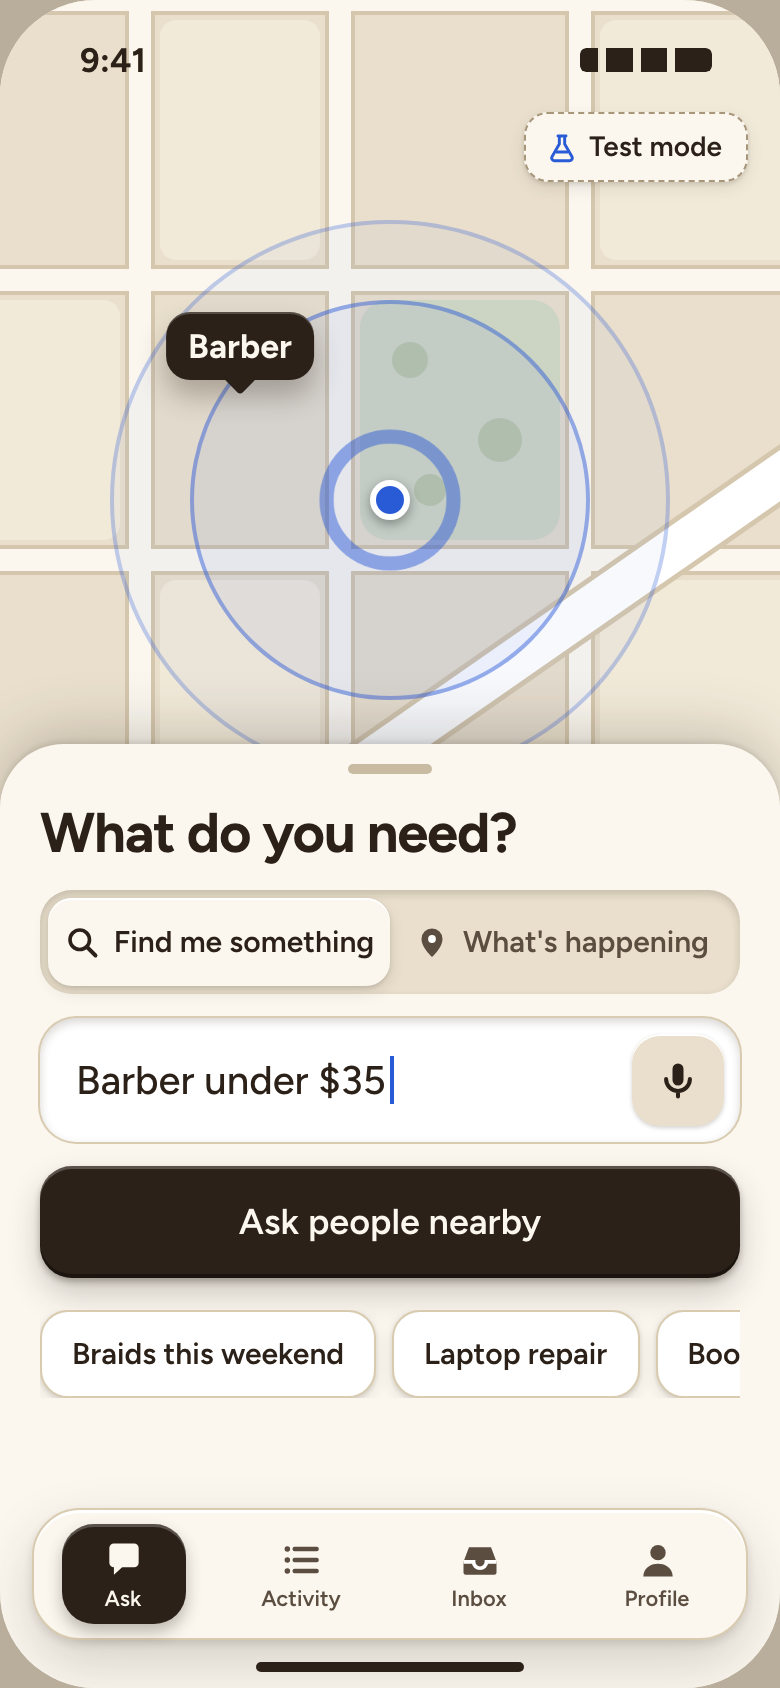 9:41
Test mode
Barber
What do you need?
Find me something
What's happening
Barber under $35
Ask people nearby
Braids this weekend
Laptop repair
Boo
Ask
Activity
Inbox
Profile